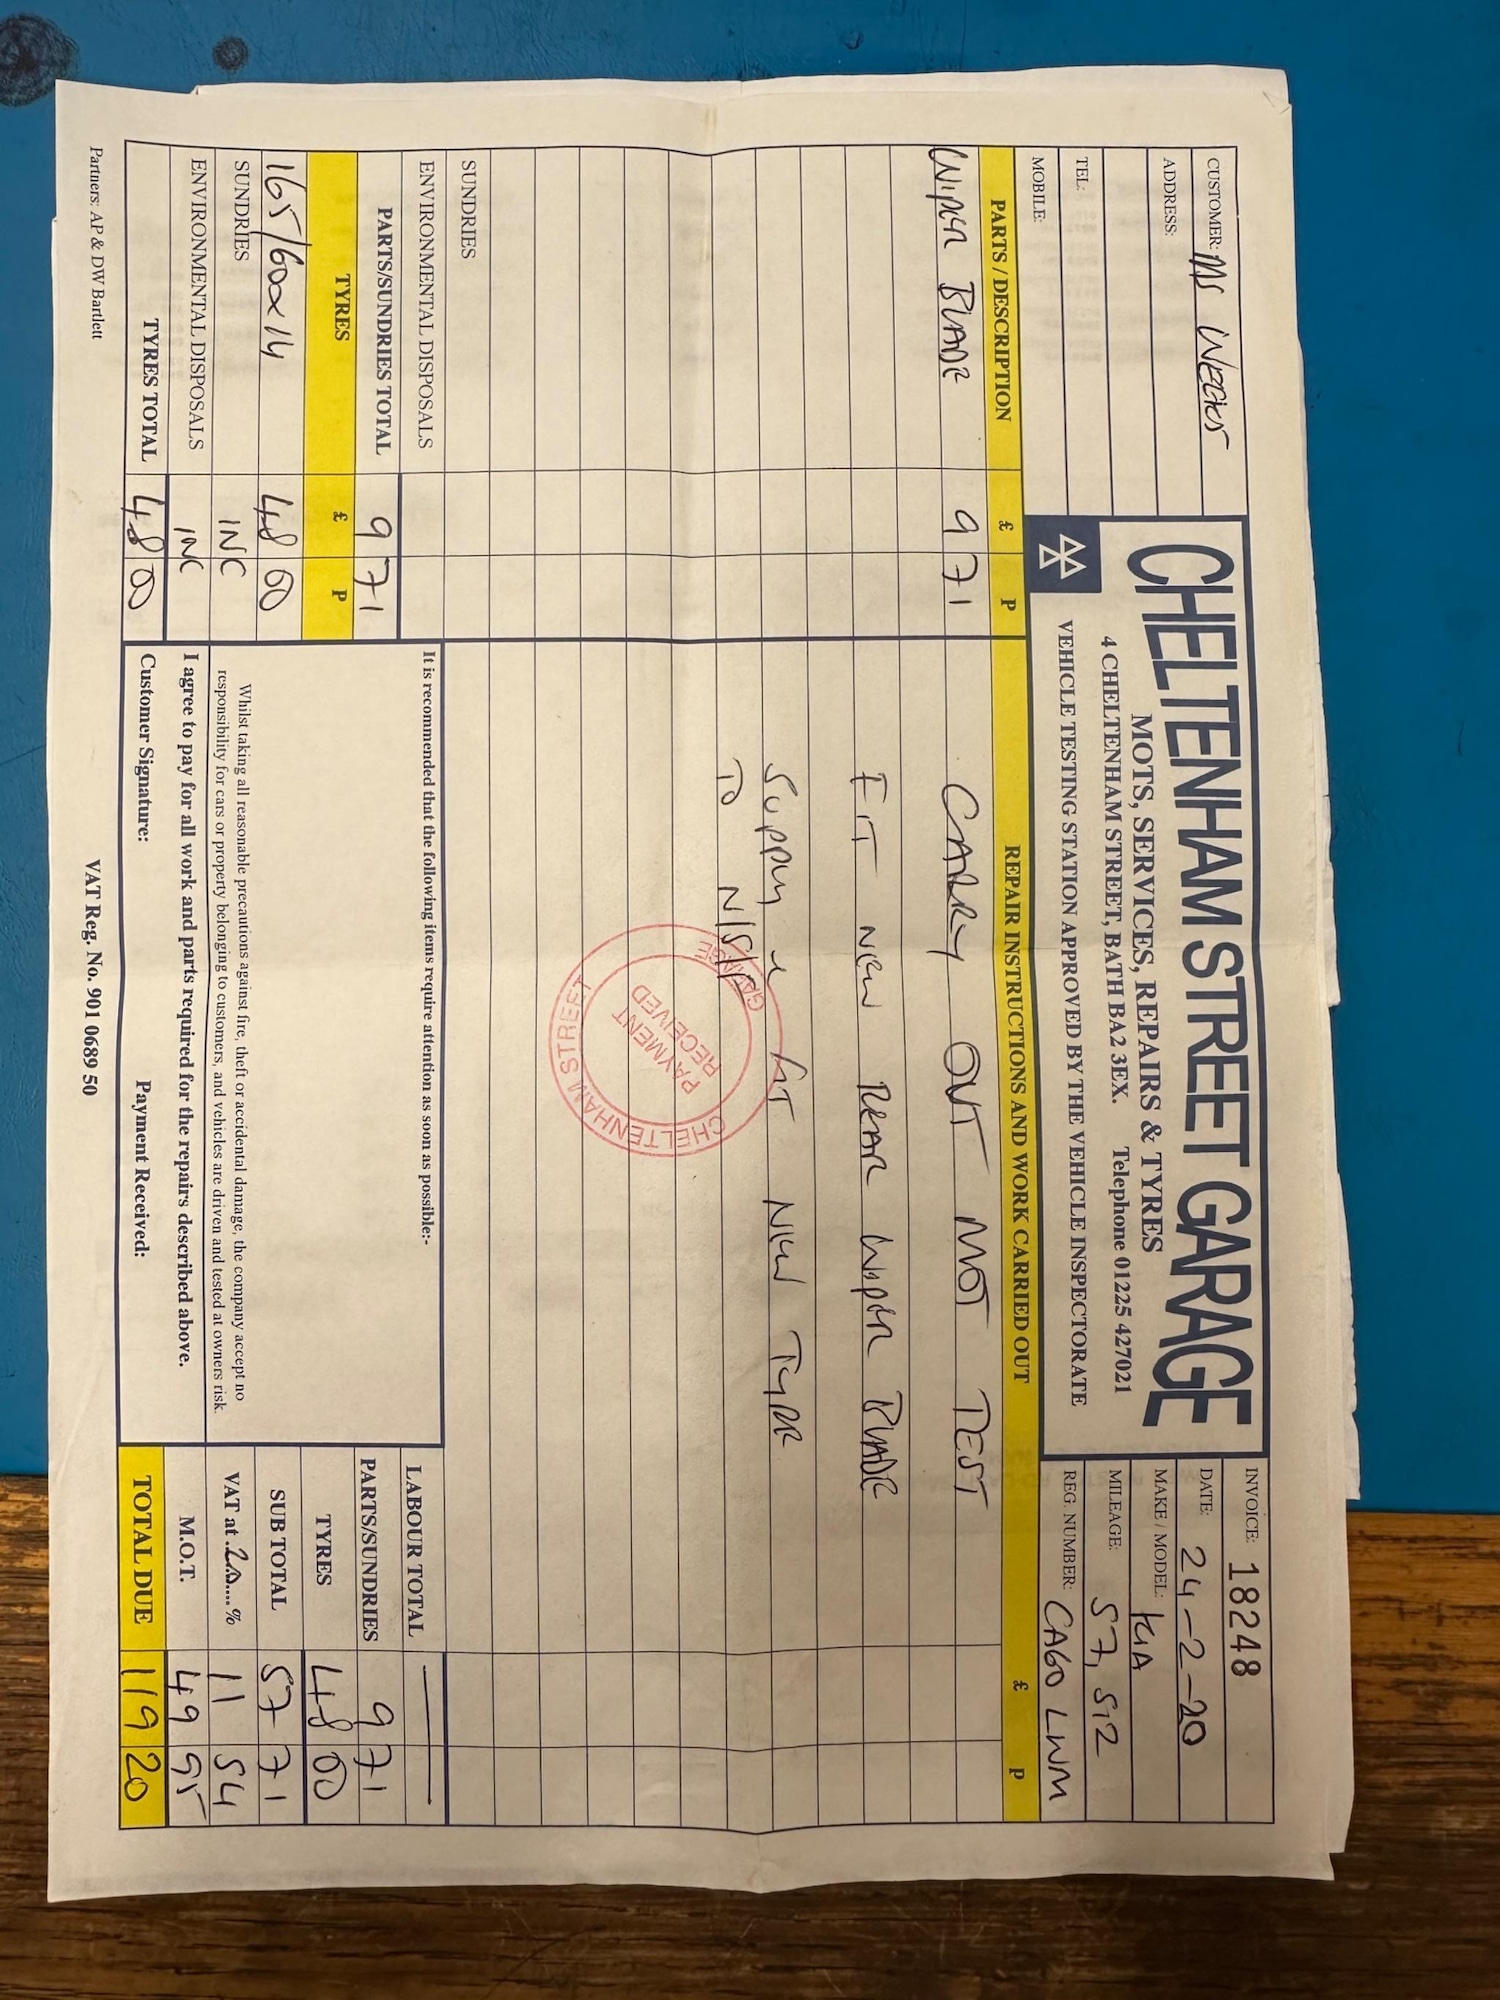 CUSTOMER: Ms WEEKS
ADDRESS:
TEL:
MOBILE:
CHELTENHAM STREET GARAGE
MOTS, SERVICES, REPAIRS & TYRES
4 CHELTENHAM STREET, BATH BA2 3EX. Telephone 01225 427021
VEHICLE TESTING STATION APPROVED BY THE VEHICLE INSPECTORATE
INVOICE: 18248
DATE: 24-2-20
MAKE / MODEL: KIA
MILEAGE: 57,512
REG. NUMBER: CA60 LWM
PARTS / DESCRIPTION £ P
WIPER BLADE 9 71
SUNDRIES
ENVIRONMENTAL DISPOSALS
PARTS/SUNDRIES TOTAL 9 71
TYRES £ P
165/60x14 48 00
SUNDRIES INC
ENVIRONMENTAL DISPOSALS INC
TYRES TOTAL 48 00
REPAIR INSTRUCTIONS AND WORK CARRIED OUT £ P
CARRY OUT MOT TEST
FIT NEW REAR WIPER BLADE
SUPPLY & FIT NEW TYRE
TO N/S/F
CHELTENHAM STREET GARAGE
PAYMENT
RECEIVED
It is recommended that the following items require attention as soon as possible:-
Whilst taking all reasonable precautions against fire, theft or accidental damage, the company accept no
responsibility for cars or property belonging to customers, and vehicles are driven and tested at owners risk.
I agree to pay for all work and parts required for the repairs described above.
Customer Signature: Payment Received:
LABOUR TOTAL
PARTS/SUNDRIES 9 71
TYRES 48 00
SUB TOTAL 57 71
VAT at .20....% 11 54
M.O.T. 49 95
TOTAL DUE 119 20
Partners: AP & DW Bartlett
VAT Reg. No. 901 0689 50